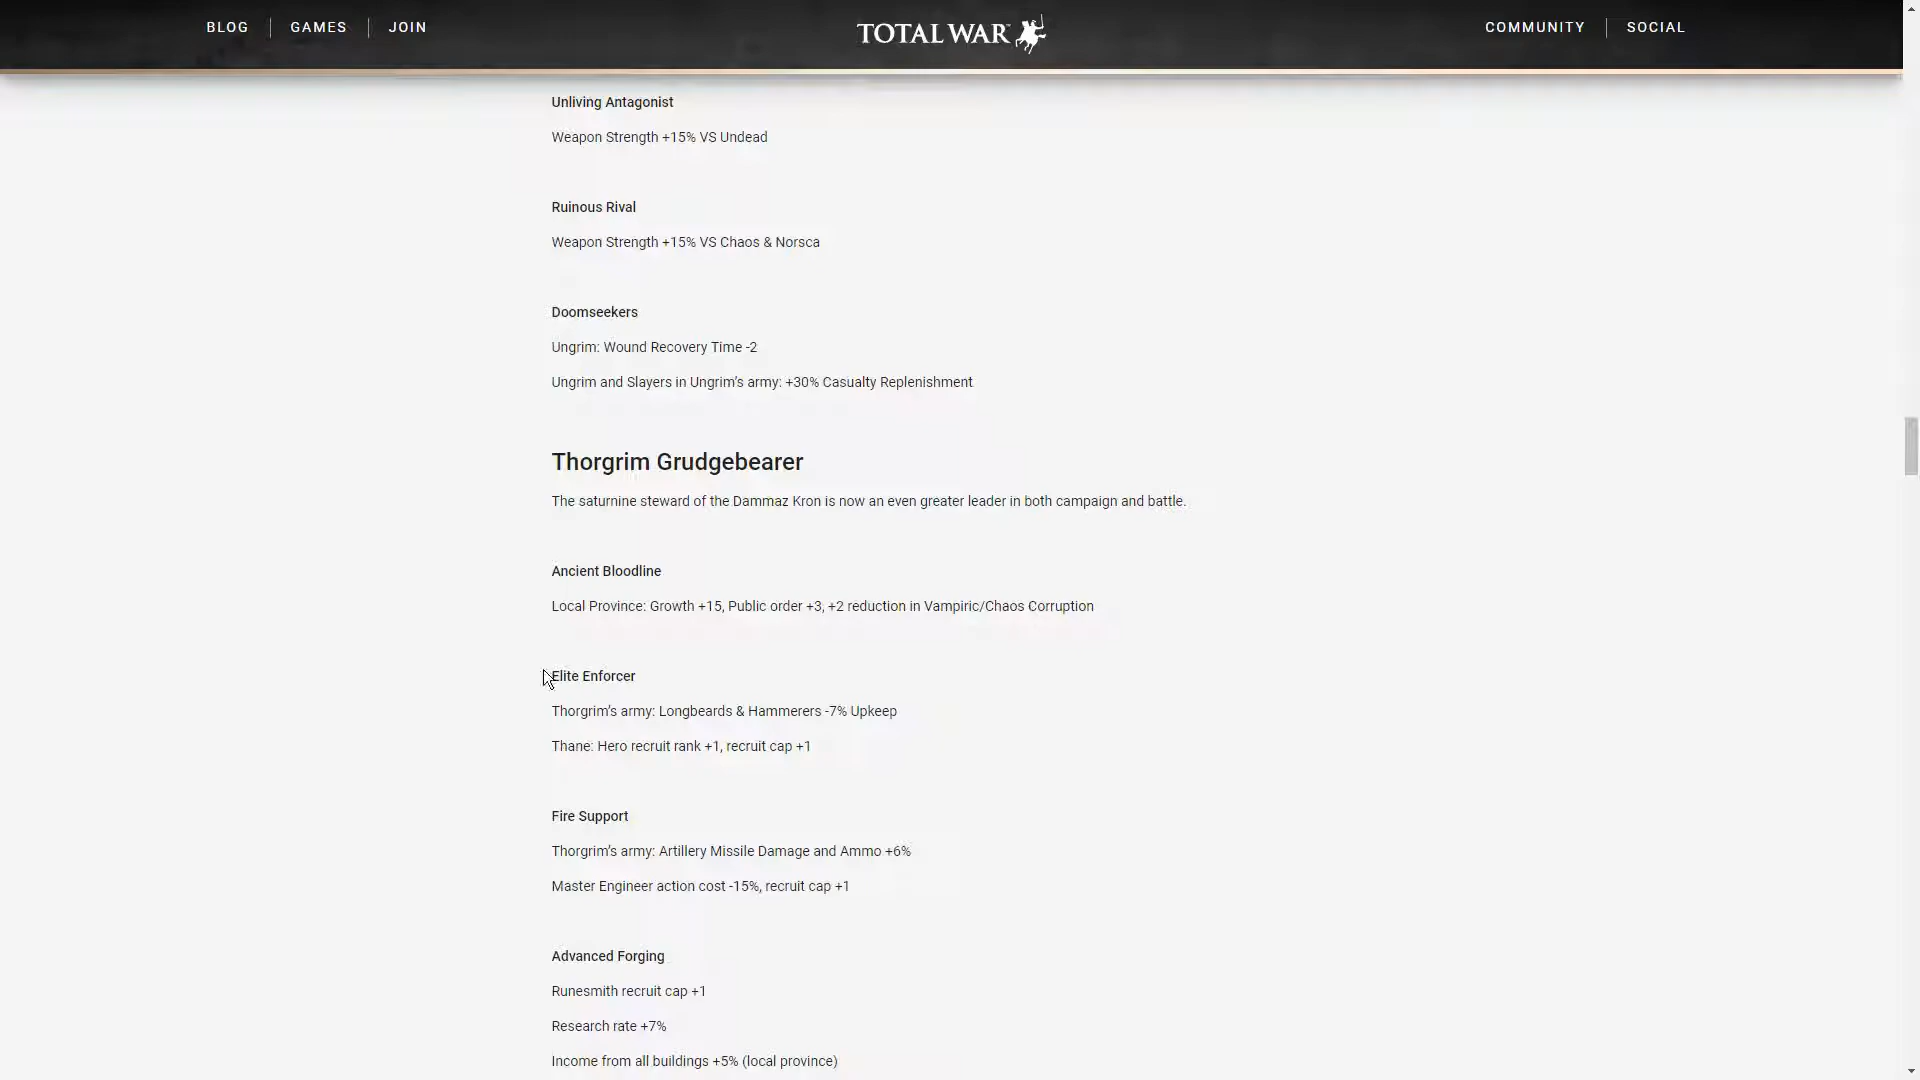 BLOG
GAMES
JOIN
TOTAL WAR
COMMUNITY
SOCIAL
Unliving Antagonist
Weapon Strength +15% VS Undead
Ruinous Rival
Weapon Strength +15% VS Chaos & Norsca
Doomseekers
Ungrim: Wound Recovery Time -2
Ungrim and Slayers in Ungrim’s army: +30% Casualty Replenishment
Thorgrim Grudgebearer
The saturnine steward of the Dammaz Kron is now an even greater leader in both campaign and battle.
Ancient Bloodline
Local Province: Growth +15, Public order +3, +2 reduction in Vampiric/Chaos Corruption
Elite Enforcer
Thorgrim’s army: Longbeards & Hammerers -7% Upkeep
Thane: Hero recruit rank +1, recruit cap +1
Fire Support
Thorgrim’s army: Artillery Missile Damage and Ammo +6%
Master Engineer action cost -15%, recruit cap +1
Advanced Forging
Runesmith recruit cap +1
Research rate +7%
Income from all buildings +5% (local province)